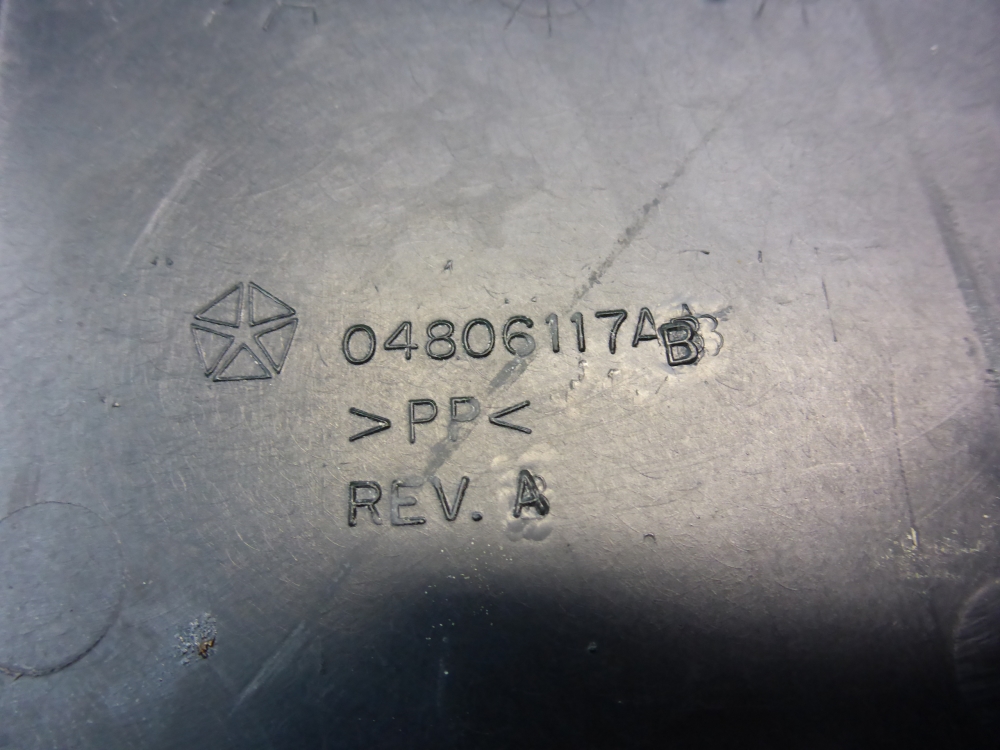 04806117AB
>PP<
REV. A